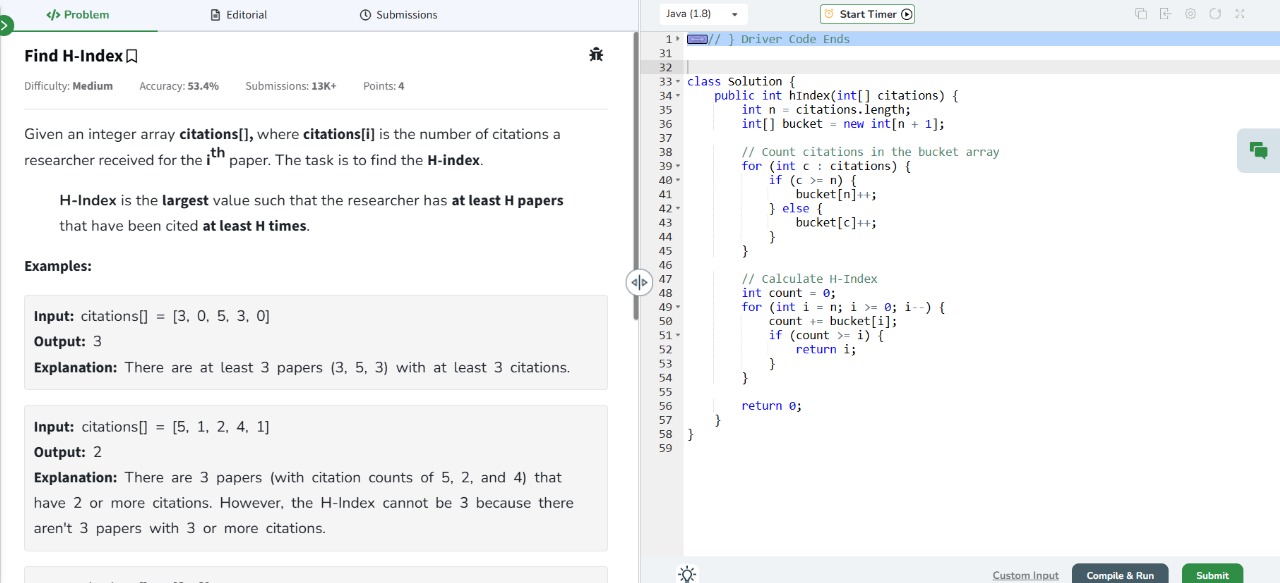 Problem
Editorial
Submissions
Find H-Index
Difficulty: Medium Accuracy: 53.4% Submissions: 13K+ Points: 4
Given an integer array citations[], where citations[i] is the number of citations a
researcher received for the ith paper. The task is to find the H-index.
H-Index is the largest value such that the researcher has at least H papers
that have been cited at least H times.
Examples:
Input: citations[] = [3, 0, 5, 3, 0]
Output: 3
Explanation: There are at least 3 papers (3, 5, 3) with at least 3 citations.
Input: citations[] = [5, 1, 2, 4, 1]
Output: 2
Explanation: There are 3 papers (with citation counts of 5, 2, and 4) that
have 2 or more citations. However, the H-Index cannot be 3 because there
aren't 3 papers with 3 or more citations.
Java (1.8)
Start Timer
1 // } Driver Code Ends
31
32
33 class Solution {
34     public int hIndex(int[] citations) {
35         int n = citations.length;
36         int[] bucket = new int[n + 1];
37
38         // Count citations in the bucket array
39         for (int c : citations) {
40             if (c >= n) {
41                 bucket[n]++;
42             } else {
43                 bucket[c]++;
44             }
45         }
46
47         // Calculate H-Index
48         int count = 0;
49         for (int i = n; i >= 0; i--) {
50             count += bucket[i];
51             if (count >= i) {
52                 return i;
53             }
54         }
55
56         return 0;
57     }
58 }
59
Custom Input
Compile & Run
Submit